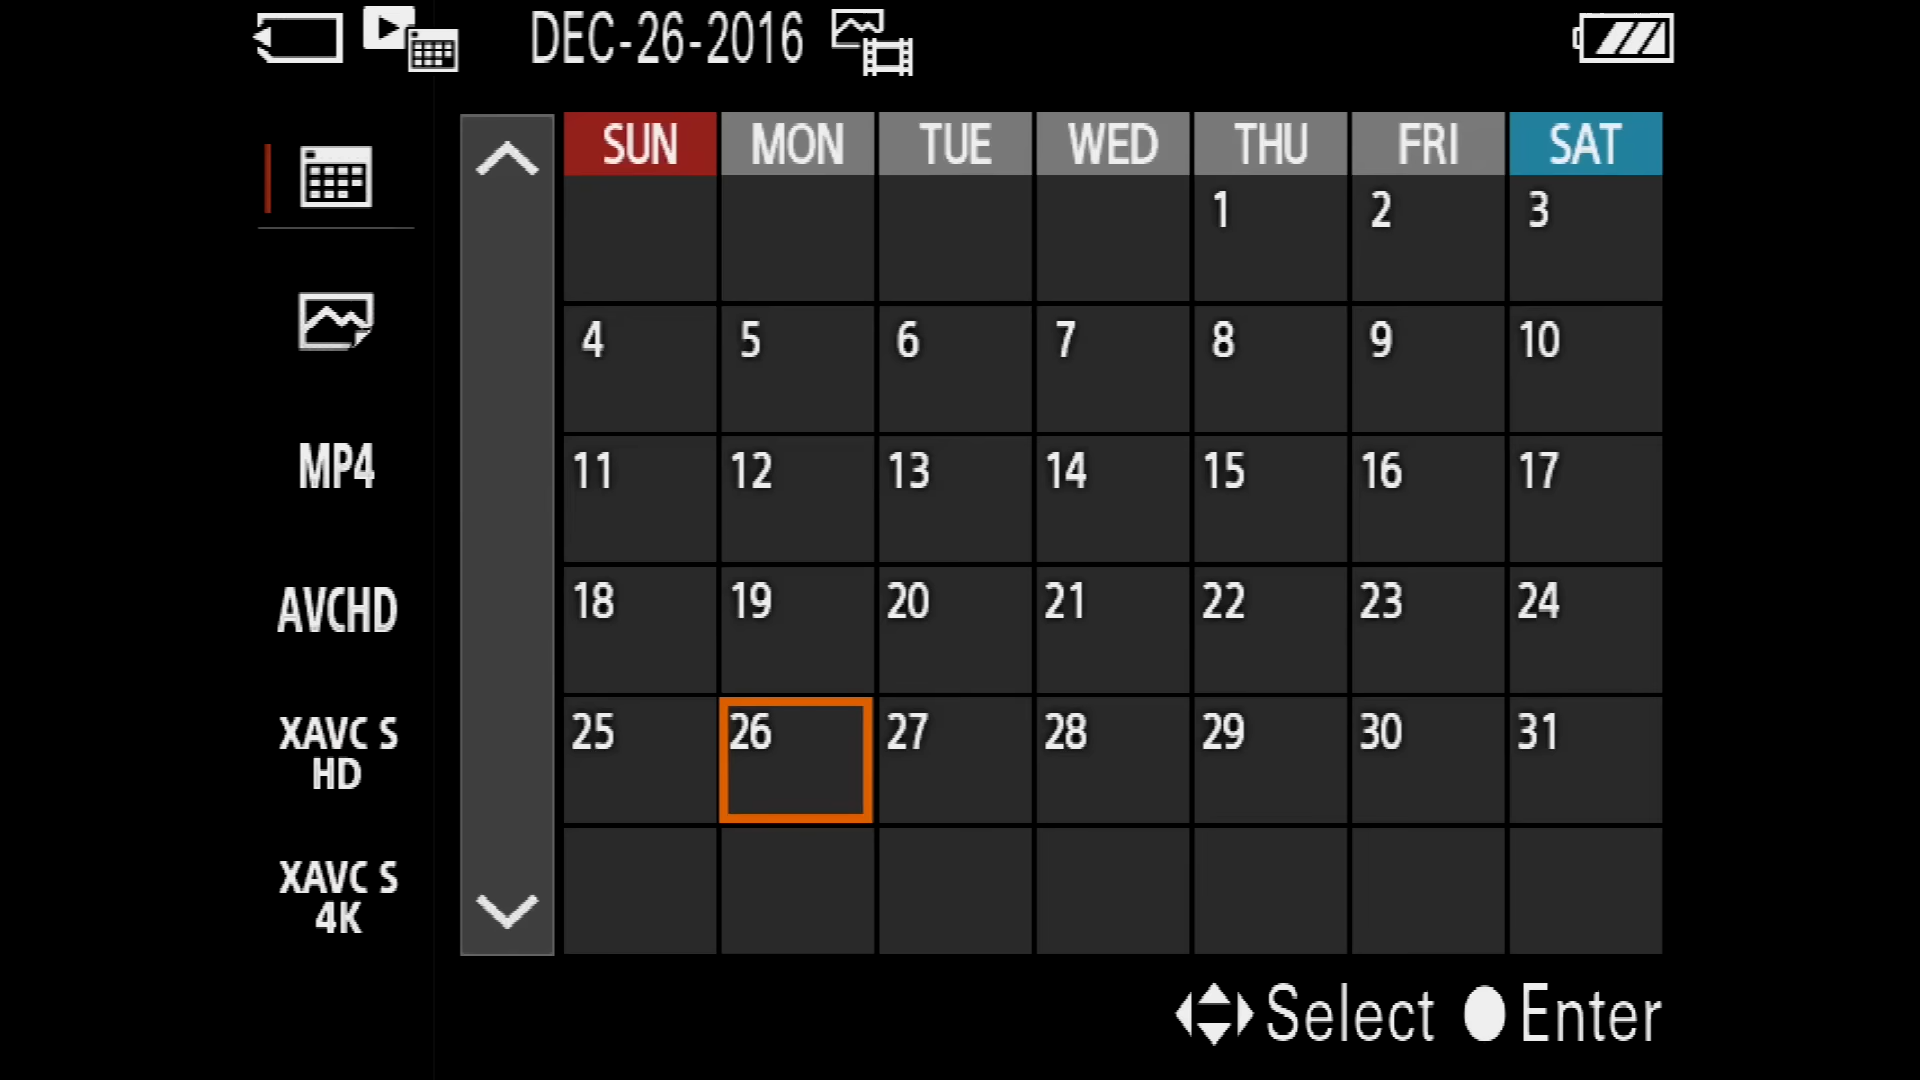 DEC-26-2016
SUN MON TUE WED THU FRI SAT
1 2 3
4 5 6 7 8 9 10
MP4
11 12 13 14 15 16 17
AVCHD
18 19 20 21 22 23 24
XAVC S
HD
25 26 27 28 29 30 31
XAVC S
4K
Select Enter